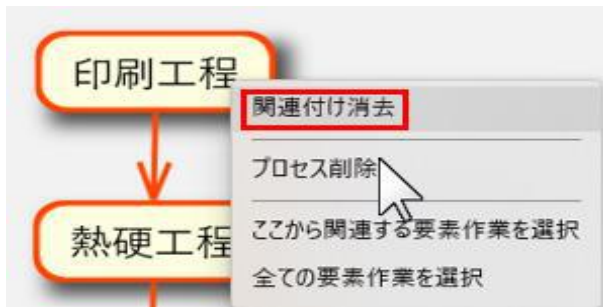 印刷工程
関連付け消去
プロセス削除
熱硬工程
ここから関連する要素作業を選択
全ての要素作業を選択